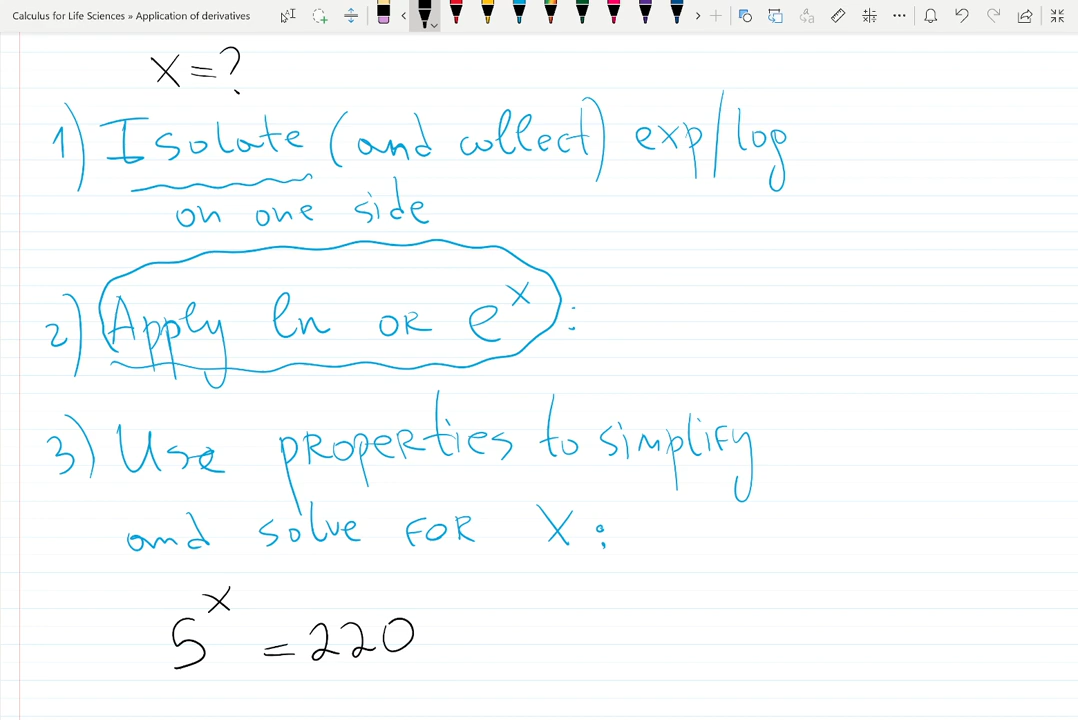 Calculus for Life Sciences » Application of derivatives
x = ?
1) Isolate (and collect) exp/log
on one side
2) Apply ln OR e^x :
3) Use properties to simplify
and solve FOR x :
5^x = 220